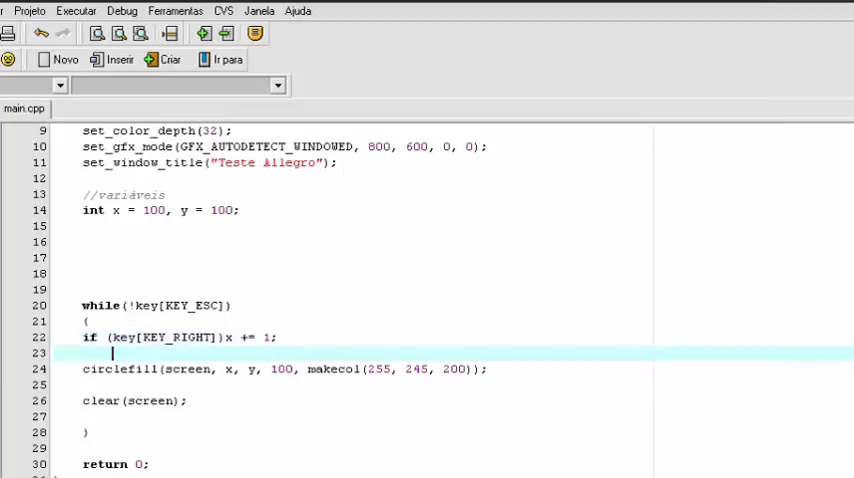 r Projeto Executar Debug Ferramentas CVS Janela Ajuda
Novo Inserir Criar Ir para
main.cpp
9 set_color_depth(32);
10 set_gfx_mode(GFX_AUTODETECT_WINDOWED, 800, 600, 0, 0);
11 set_window_title("Teste Allegro");
12
13 //variáveis
14 int x = 100, y = 100;
15
16
17
18
19
20 while(!key[KEY_ESC])
21 {
22 if (key[KEY_RIGHT])x += 1;
23
24 circlefill(screen, x, y, 100, makecol(255, 245, 200));
25
26 clear(screen);
27
28 }
29
30 return 0;